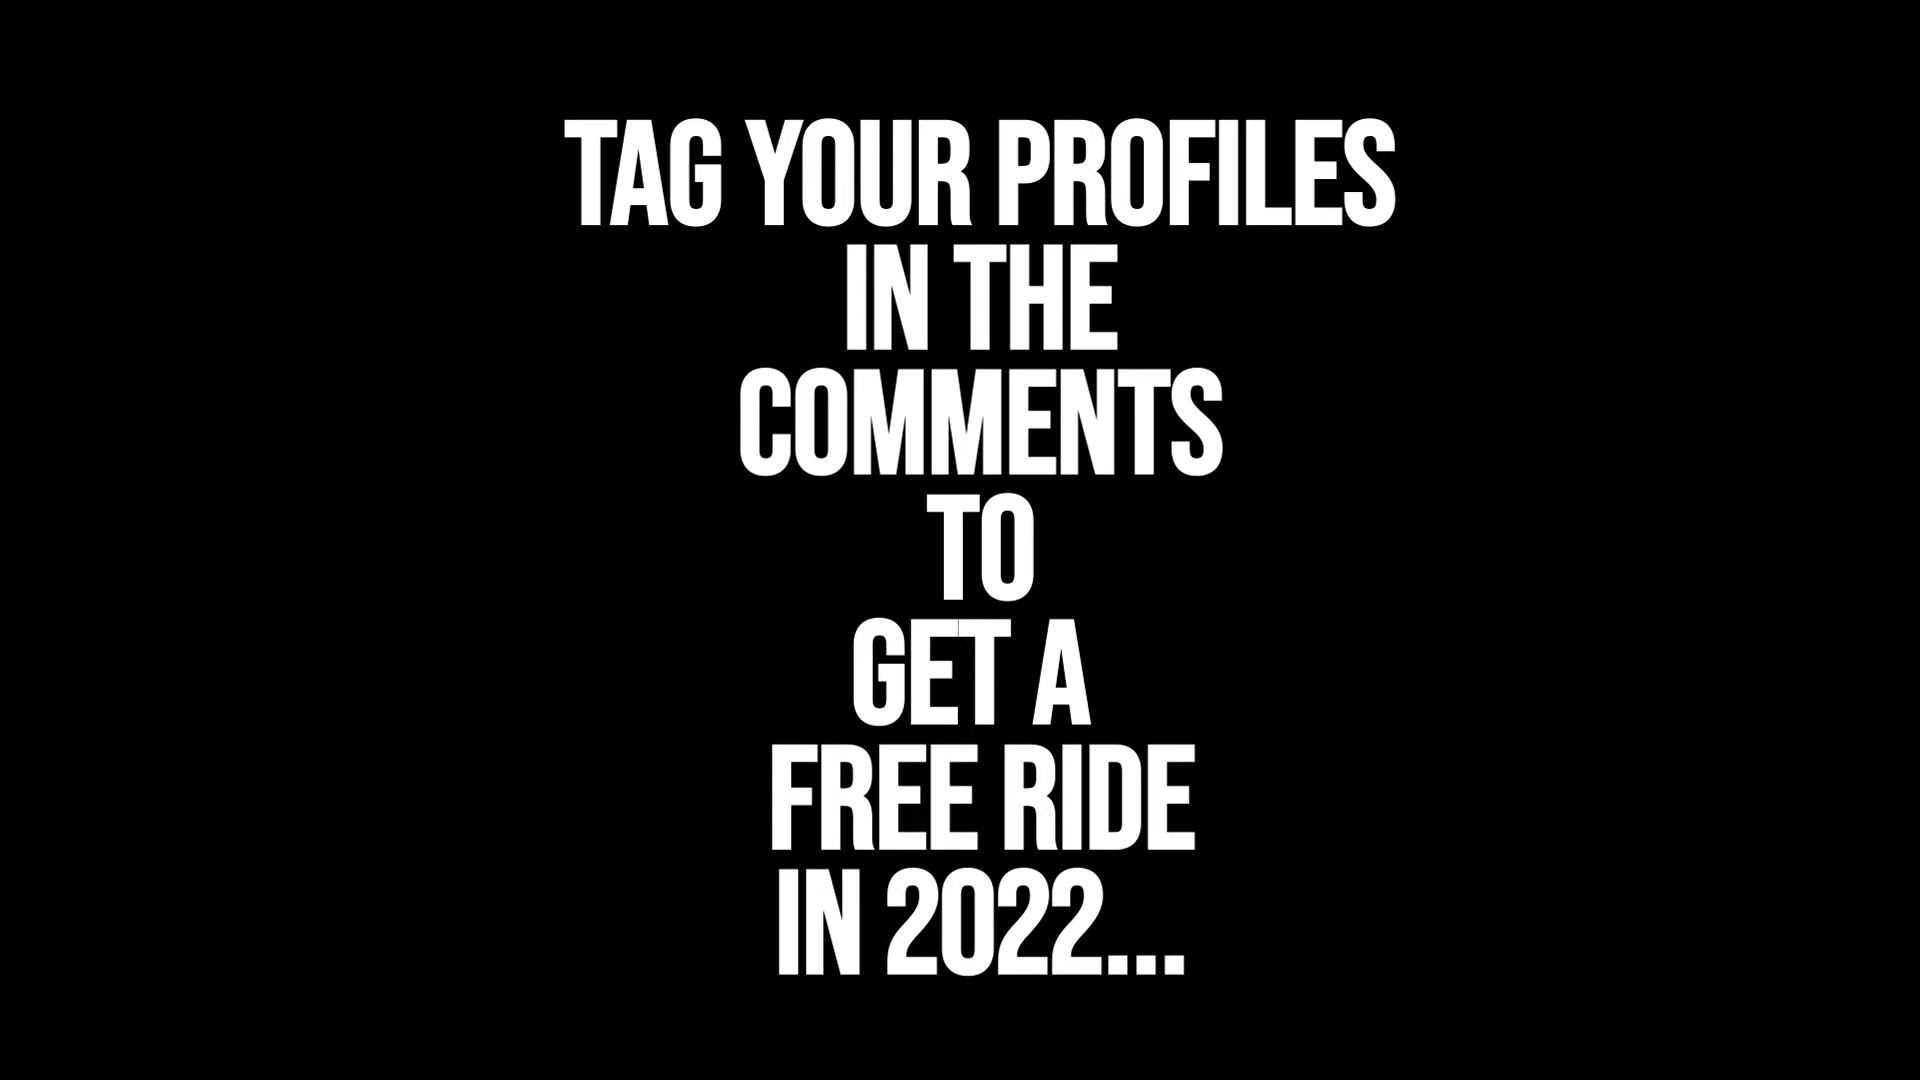 TAG YOUR PROFILES
IN THE
COMMENTS
TO
GET A
FREE RIDE
IN 2022...